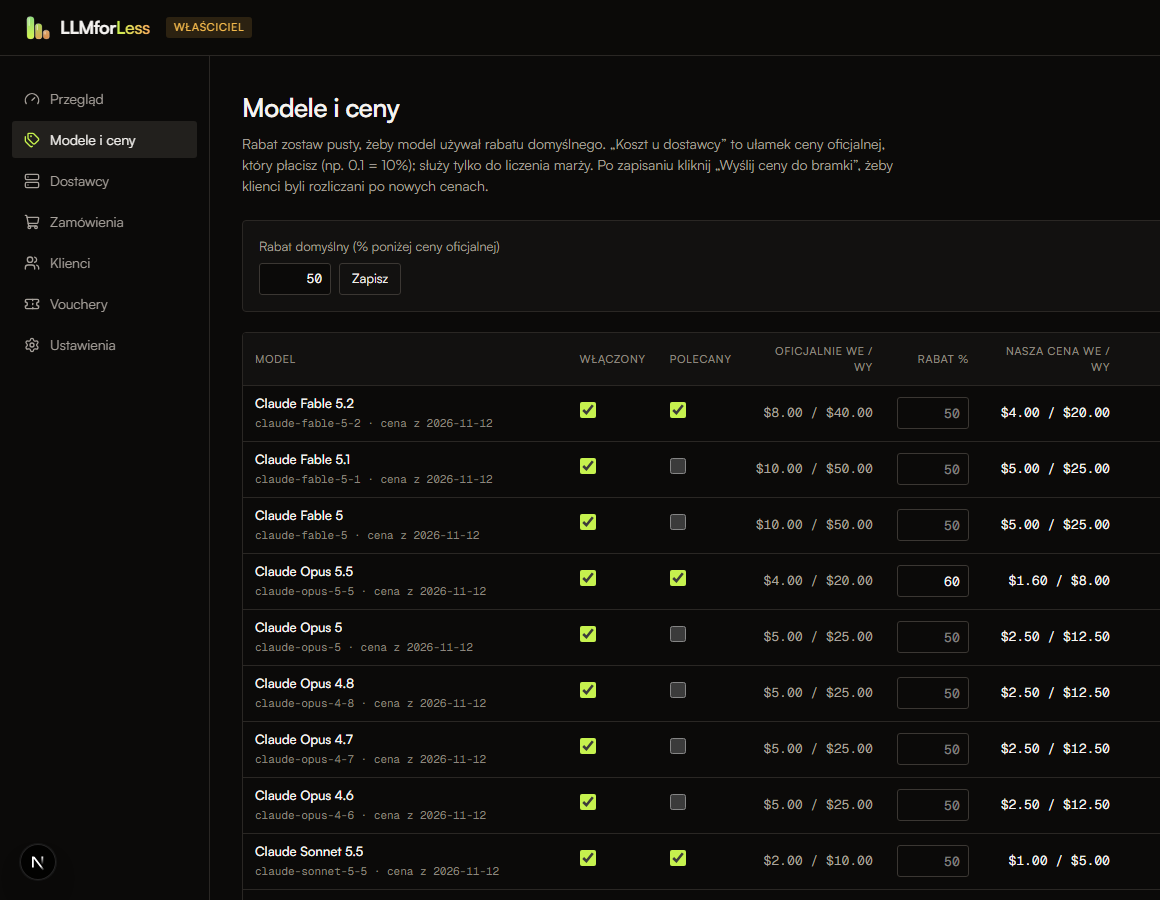 LLMforLess
WŁAŚCICIEL
Przegląd
Modele i ceny
Dostawcy
Zamówienia
Klienci
Vouchery
Ustawienia
N
Modele i ceny
Rabat zostaw pusty, żeby model używał rabatu domyślnego. „Koszt u dostawcy” to ułamek ceny oficjalnej,
który płacisz (np. 0.1 = 10%); służy tylko do liczenia marży. Po zapisaniu kliknij „Wyślij ceny do bramki”, żeby
klienci byli rozliczani po nowych cenach.
Rabat domyślny (% poniżej ceny oficjalnej)
50 Zapisz
MODEL WŁĄCZONY POLECANY OFICJALNIE WE / WY RABAT % NASZA CENA WE / WY
Claude Fable 5.2
claude-fable-5-2 · cena z 2026-11-12 $8.00 / $40.00 50 $4.00 / $20.00
Claude Fable 5.1
claude-fable-5-1 · cena z 2026-11-12 $10.00 / $50.00 50 $5.00 / $25.00
Claude Fable 5
claude-fable-5 · cena z 2026-11-12 $10.00 / $50.00 50 $5.00 / $25.00
Claude Opus 5.5
claude-opus-5-5 · cena z 2026-11-12 $4.00 / $20.00 60 $1.60 / $8.00
Claude Opus 5
claude-opus-5 · cena z 2026-11-12 $5.00 / $25.00 50 $2.50 / $12.50
Claude Opus 4.8
claude-opus-4-8 · cena z 2026-11-12 $5.00 / $25.00 50 $2.50 / $12.50
Claude Opus 4.7
claude-opus-4-7 · cena z 2026-11-12 $5.00 / $25.00 50 $2.50 / $12.50
Claude Opus 4.6
claude-opus-4-6 · cena z 2026-11-12 $5.00 / $25.00 50 $2.50 / $12.50
Claude Sonnet 5.5
claude-sonnet-5-5 · cena z 2026-11-12 $2.00 / $10.00 50 $1.00 / $5.00